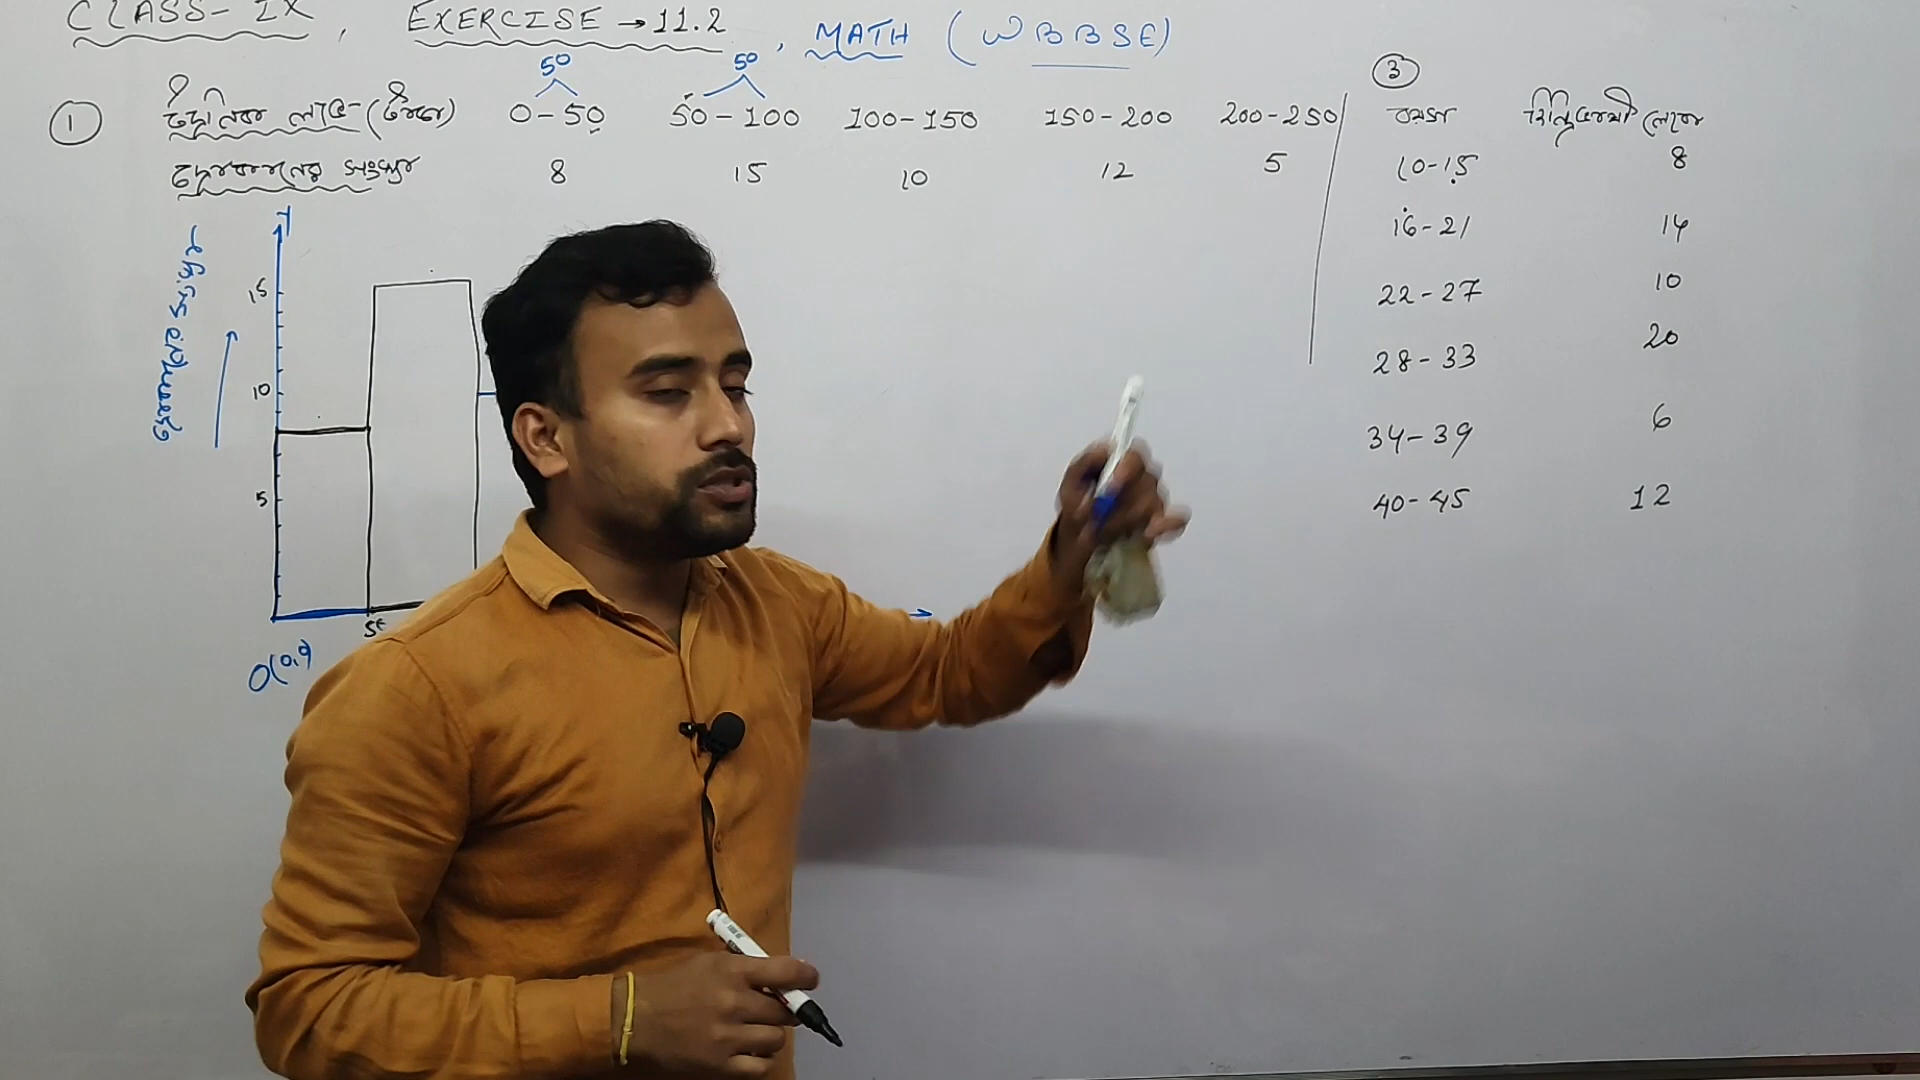 CLASS-IX, EXERCISE → 11.2, MATH (WBBSE)
50 50
① দৈনিক লাভ (টাকা) 0-50 50-100 100-150 150-200 200-250
দোকানের সংখ্যা 8 15 10 12 5
Y
15
10
5
O(0,0)
③ বয়স
10-15 8
16-21 14
22-27 10
28-33 20
34-39 6
40-45 12